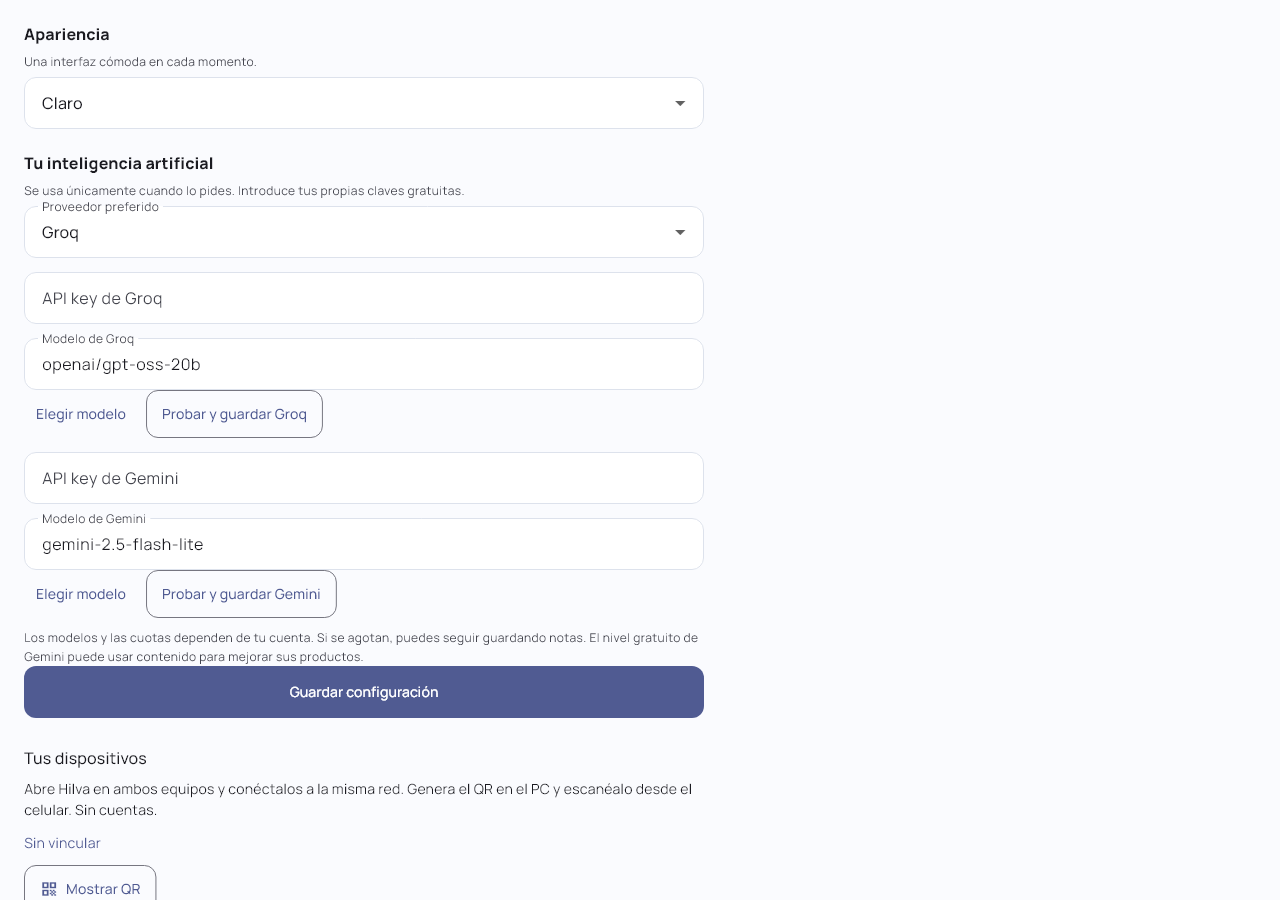 Apariencia
Una interfaz cómoda en cada momento.
Claro
Tu inteligencia artificial
Se usa únicamente cuando lo pides. Introduce tus propias claves gratuitas.
Proveedor preferido
Groq
API key de Groq
Modelo de Groq
openai/gpt-oss-20b
Elegir modelo
Probar y guardar Groq
API key de Gemini
Modelo de Gemini
gemini-2.5-flash-lite
Elegir modelo
Probar y guardar Gemini
Los modelos y las cuotas dependen de tu cuenta. Si se agotan, puedes seguir guardando notas. El nivel gratuito de
Gemini puede usar contenido para mejorar sus productos.
Guardar configuración
Tus dispositivos
Abre Hilva en ambos equipos y conéctalos a la misma red. Genera el QR en el PC y escanéalo desde el
celular. Sin cuentas.
Sin vincular
Mostrar QR